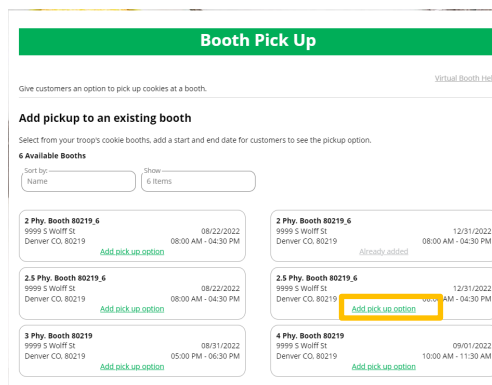 Booth Pick Up
Virtual Booth Hel
Give customers an option to pick up cookies at a booth.
Add pickup to an existing booth
Select from your troop's cookie booths, add a start and end date for customers to see the pickup option.
6 Available Booths
Sort by: Show
Name 6 Items
2 Phy. Booth 80219_6
9999 S Wolff St 08/22/2022
Denver CO, 80219 08:00 AM - 04:30 PM
Add pick up option
2 Phy. Booth 80219_6
9999 S Wolff St 12/31/2022
Denver CO, 80219 08:00 AM - 04:30 PM
Already added
2.5 Phy. Booth 80219_6
9999 S Wolff St 08/22/2022
Denver CO, 80219 08:00 AM - 04:30 PM
Add pick up option
2.5 Phy. Booth 80219_6
9999 S Wolff St 12/31/2022
Denver CO, 80219 08:00 AM - 04:30 PM
Add pick up option
3 Phy. Booth 80219
9999 S Wolff St 08/31/2022
Denver CO, 80219 05:00 PM - 06:30 PM
Add pick up option
4 Phy. Booth 80219
9999 S Wolff St 09/01/2022
Denver CO, 80219 10:00 AM - 11:30 AM
Add pick up option